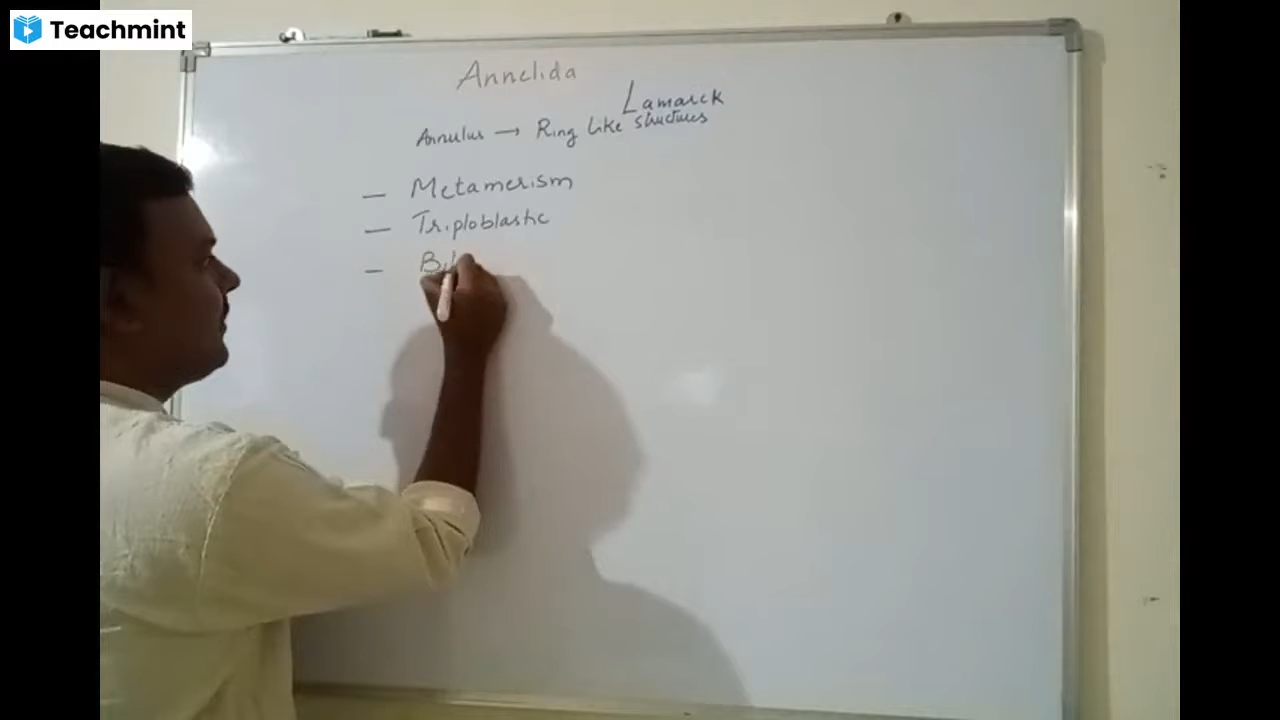 Teachmint
Annelida
Lamarck
Annulus → Ring like structures
— Metamerism
— Triploblastic
— Bil